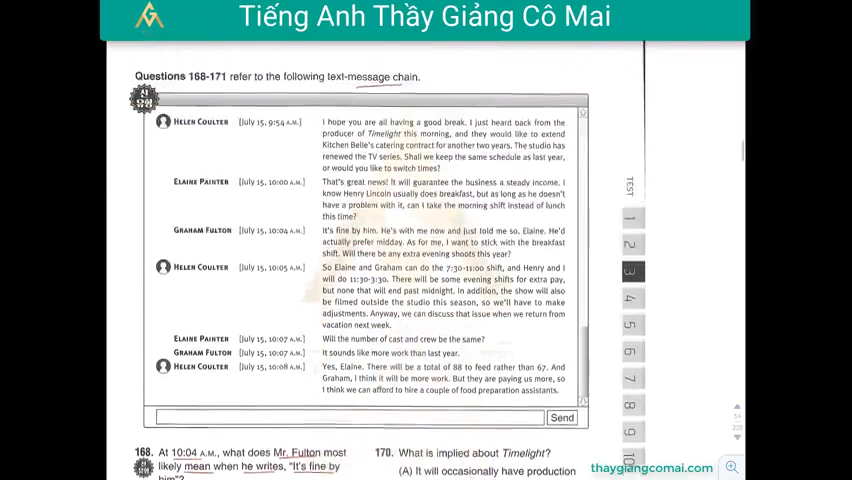 Tiếng Anh Thầy Giảng Cô Mai
Questions 168-171 refer to the following text-message chain.
HELEN COULTER [July 15, 9:54 A.M.] I hope you are all having a good break. I just heard back from the
producer of Timelight this morning, and they would like to extend
Kitchen Belle's catering contract for another two years. The studio has
renewed the TV series. Shall we keep the same schedule as last year,
or would you like to switch times?
ELAINE PAINTER [July 15, 10:00 A.M.] That's great news! It will guarantee the business a steady income. I
know Henry Lincoln usually does breakfast, but as long as he doesn't
have a problem with it, can I take the morning shift instead of lunch
this time?
GRAHAM FULTON [July 15, 10:04 A.M.] It's fine by him. He's with me now and just told me so, Elaine. He'd
actually prefer midday. As for me, I want to stick with the breakfast
shift. Will there be any extra evening shoots this year?
HELEN COULTER [July 15, 10:05 A.M.] So Elaine and Graham can do the 7:30-11:00 shift, and Henry and I
will do 11:30-3:30. There will be some evening shifts for extra pay,
but none that will end past midnight. In addition, the show will also
be filmed outside the studio this season, so we'll have to make
adjustments. Anyway, we can discuss that issue when we return from
vacation next week.
ELAINE PAINTER [July 15, 10:07 A.M.] Will the number of cast and crew be the same?
GRAHAM FULTON [July 15, 10:07 A.M.] It sounds like more work than last year.
HELEN COULTER [July 15, 10:08 A.M.] Yes, Elaine. There will be a total of 88 to feed rather than 67. And
Graham, I think it will be more work. But they are paying us more, so
I think we can afford to hire a couple of food preparation assistants.
Send
168. At 10:04 A.M., what does Mr. Fulton most
likely mean when he writes, "It's fine by
him"?
170. What is implied about Timelight?
(A) It will occasionally have production
TEST
1
2
3
4
5
6
7
8
9
10
thaygiangcomai.com